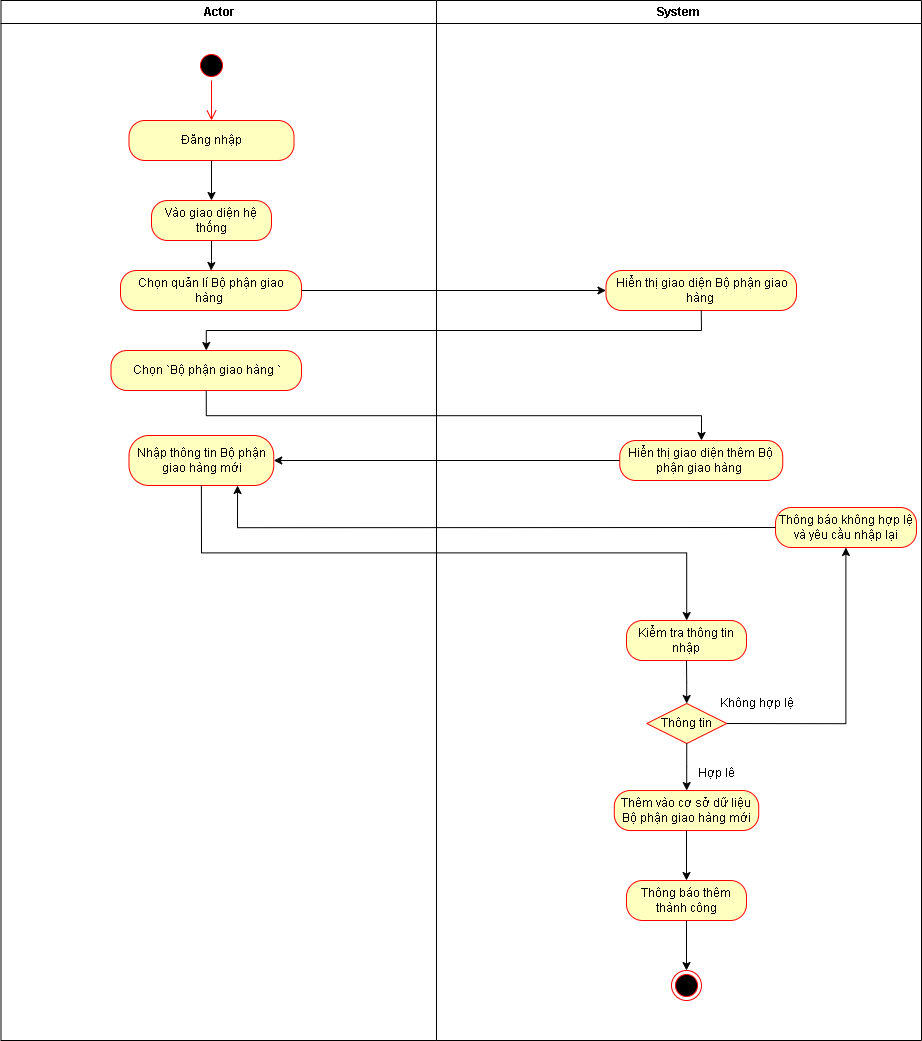 Actor
System
Đăng nhập
Vào giao diện hệ
thống
Chọn quản lí Bộ phận giao
hàng
Hiển thị giao diện Bộ phận giao
hàng
Chọn `Bộ phận giao hàng `
Nhập thông tin Bộ phận
giao hàng mới
Hiển thị giao diện thêm Bộ
phận giao hàng
Thông báo không hợp lệ
và yêu cầu nhập lại
Kiểm tra thông tin
nhập
Không hợp lệ
Thông tin
Hợp lê
Thêm vào cơ sở dữ liệu
Bộ phận giao hàng mới
Thông báo thêm
thành công